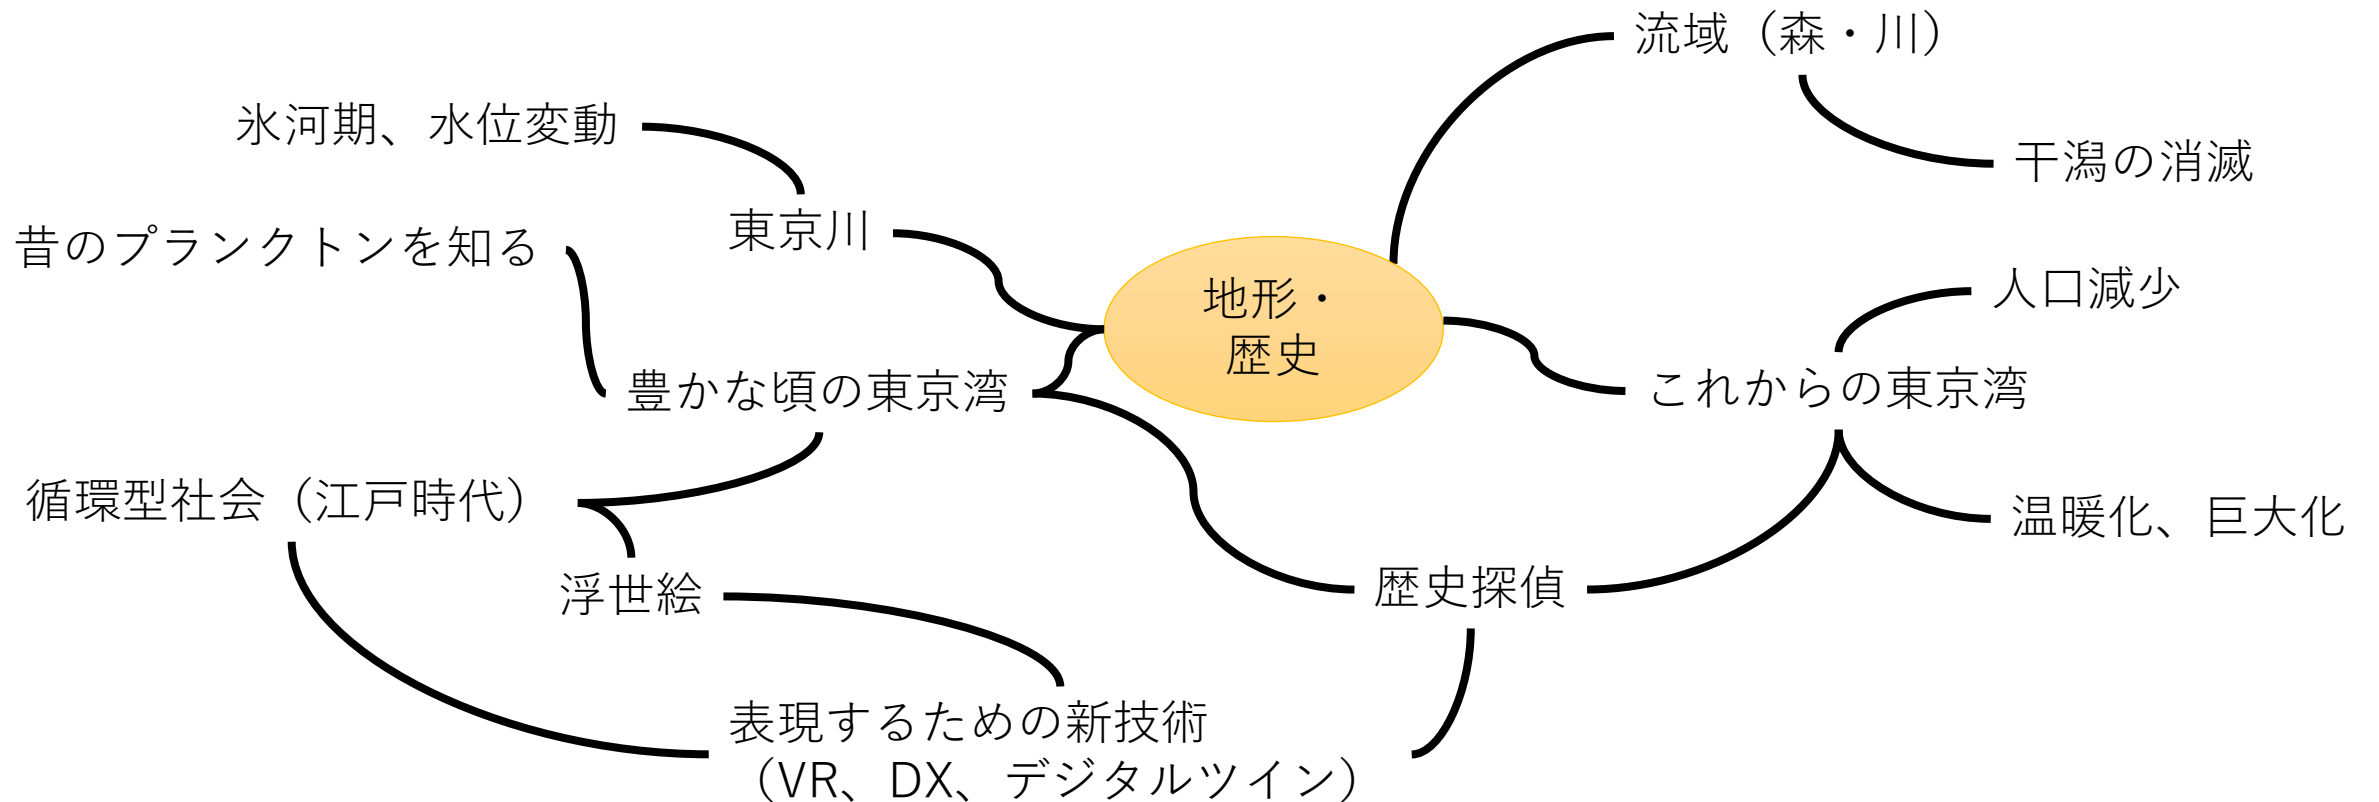 流域（森・川）
氷河期、水位変動
干潟の消滅
東京川
昔のプランクトンを知る
地形・
歴史
人口減少
豊かな頃の東京湾
これからの東京湾
循環型社会（江戸時代）
温暖化、巨大化
浮世絵
歴史探偵
表現するための新技術
（VR、DX、デジタルツイン）